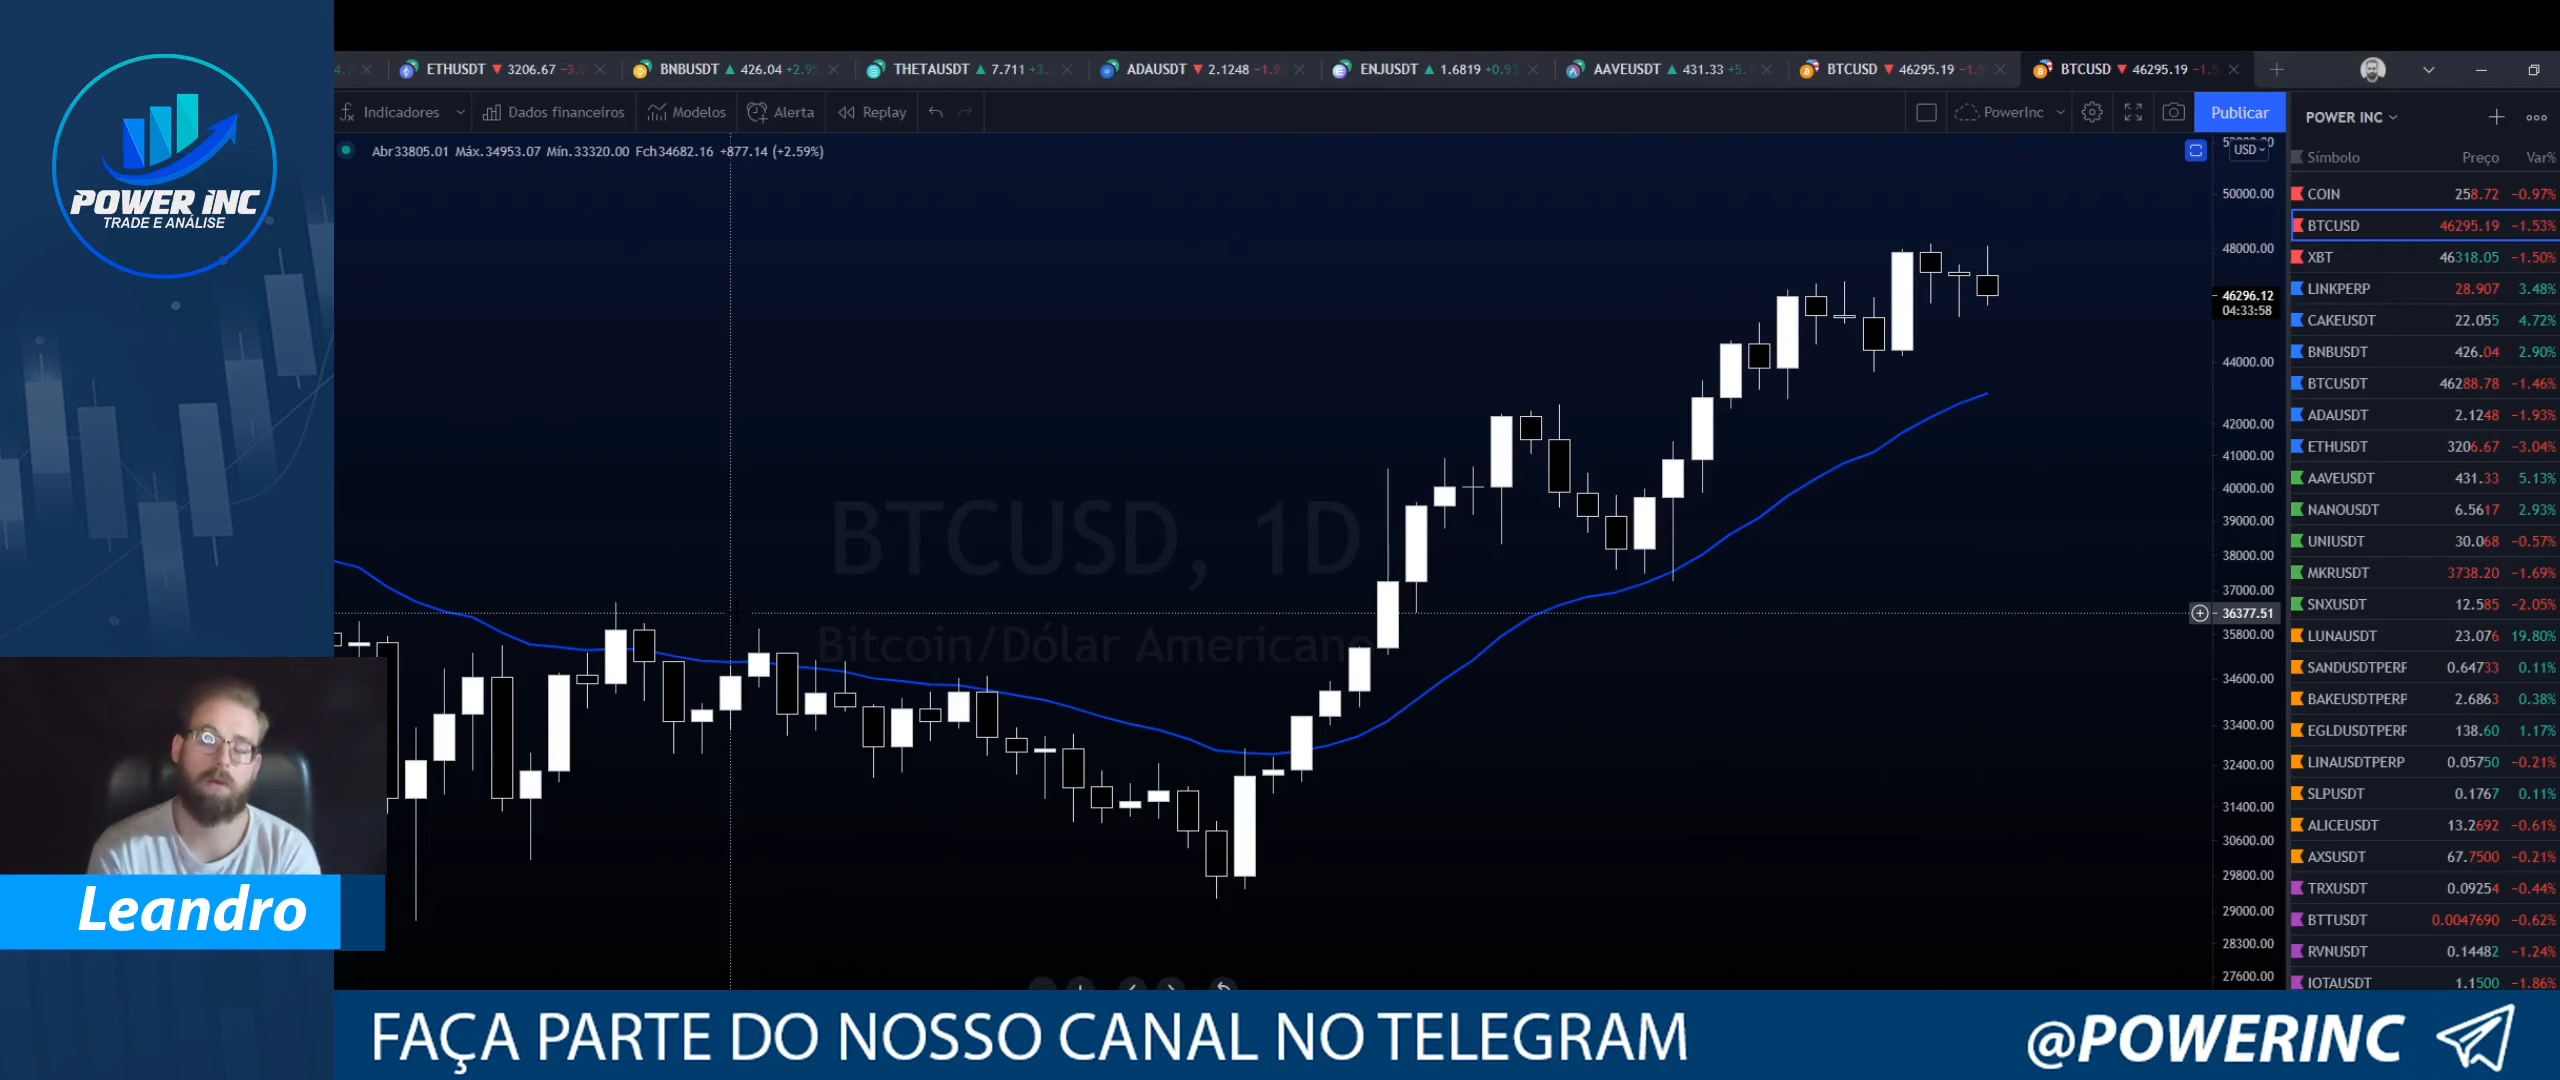 POWER INC
TRADE E ANÁLISE
ETHUSDT ▼ 3206.67
BNBUSDT ▲ 426.04 +2.9
THETAUSDT ▲ 7.711
ADAUSDT ▼ 2.1248
ENJUSDT ▲ 1.6819
AAVEUSDT ▲ 431.33
BTCUSD ▼ 46295.19
BTCUSD ▼ 46295.19
Indicadores
Dados financeiros
Modelos
Alerta
Replay
PowerInc
Publicar
Abr33805.01 Máx.34953.07 Mín.33320.00 Fch34682.16 +877.14 (+2.59%)
BTCUSD, 1D
Bitcoin/Dólar Americano
USD
50000.00
48000.00
46296.12
04:33:58
44000.00
42000.00
41000.00
40000.00
39000.00
38000.00
37000.00
36377.51
35800.00
34600.00
33400.00
32400.00
31400.00
30600.00
29800.00
29000.00
28300.00
27600.00
POWER INC
Símbolo Preço Var%
COIN 258.72 −0.97%
BTCUSD 46295.19 −1.53%
XBT 46318.05 −1.50%
LINKPERP 28.907 3.48%
CAKEUSDT 22.055 4.72%
BNBUSDT 426.04 2.90%
BTCUSDT 46288.78 −1.46%
ADAUSDT 2.1248 −1.93%
ETHUSDT 3206.67 −3.04%
AAVEUSDT 431.33 5.13%
NANOUSDT 6.5617 2.93%
UNIUSDT 30.068 −0.57%
MKRUSDT 3738.20 −1.69%
SNXUSDT 12.585 −2.05%
LUNAUSDT 23.076 19.80%
SANDUSDTPERF 0.64733 0.11%
BAKEUSDTPERF 2.6863 0.38%
EGLDUSDTPERF 138.60 1.17%
LINAUSDTPERP 0.05750 −0.21%
SLPUSDT 0.1767 0.11%
ALICEUSDT 13.2692 −0.61%
AXSUSDT 67.7500 −0.21%
TRXUSDT 0.09254 −0.44%
BTTUSDT 0.0047690 −0.62%
RVNUSDT 0.14482 −1.24%
IOTAUSDT 1.1500 −1.86%
Leandro
FAÇA PARTE DO NOSSO CANAL NO TELEGRAM
@POWERINC